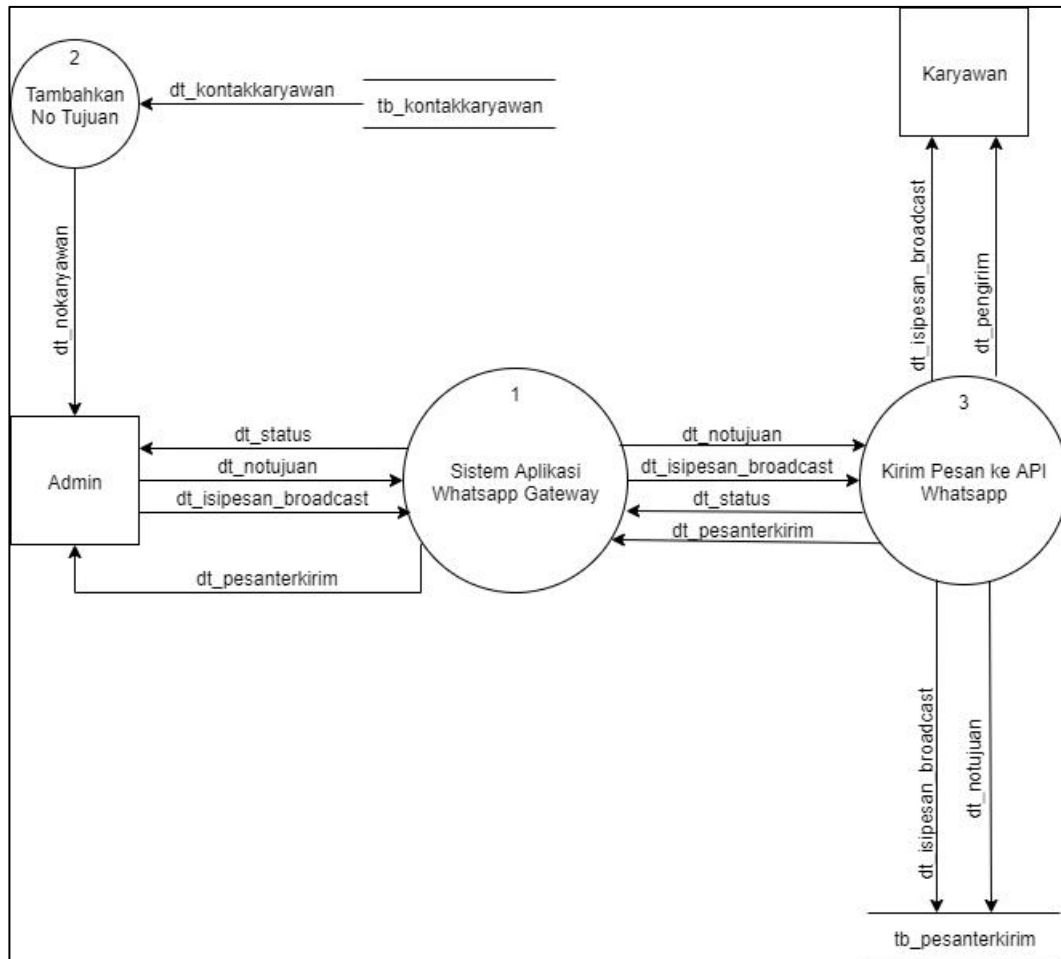 2
Tambahkan
No Tujuan
dt_kontakkaryawan
tb_kontakkaryawan
Karyawan
dt_nokaryawan
dt_isipesan_broadcast
dt_pengirim
Admin
dt_status
dt_notujuan
dt_isipesan_broadcast
dt_pesanterkirim
1
Sistem Aplikasi
Whatsapp Gateway
dt_notujuan
dt_isipesan_broadcast
dt_status
dt_pesanterkirim
3
Kirim Pesan ke API
Whatsapp
dt_isipesan_broadcast
dt_notujuan
tb_pesanterkirim